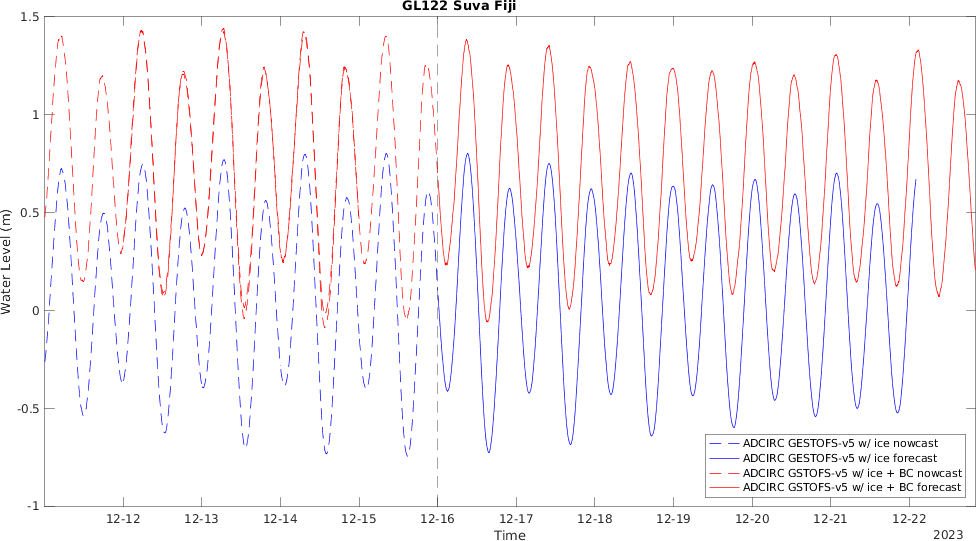 GL122 Suva Fiji
1.5
1
0.5
0
-0.5
-1
Water Level (m)
12-12
12-13
12-14
12-15
12-16
12-17
12-18
12-19
12-20
12-21
12-22
Time
2023
ADCIRC GESTOFS-v5 w/ ice nowcast
ADCIRC GESTOFS-v5 w/ ice forecast
ADCIRC GSTOFS-v5 w/ ice + BC nowcast
ADCIRC GSTOFS-v5 w/ ice + BC forecast